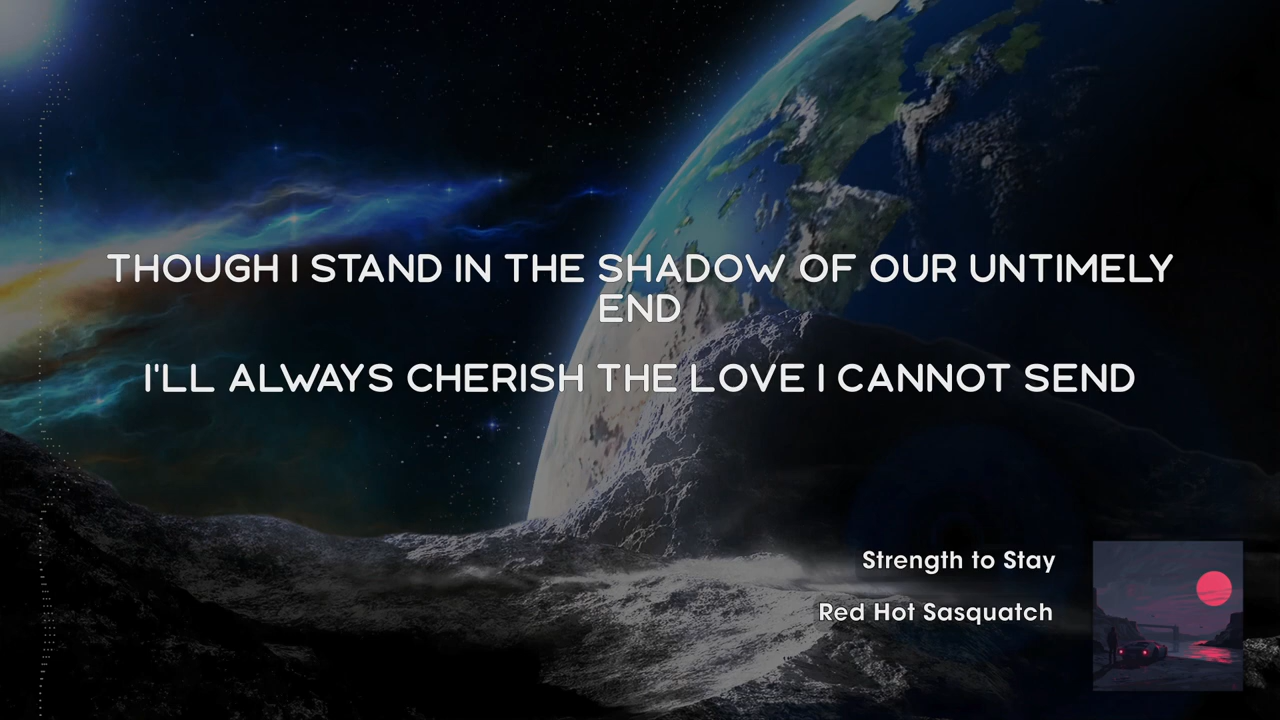 THOUGH I STAND IN THE SHADOW OF OUR UNTIMELY
END
I'LL ALWAYS CHERISH THE LOVE I CANNOT SEND
Strength to Stay
Red Hot Sasquatch